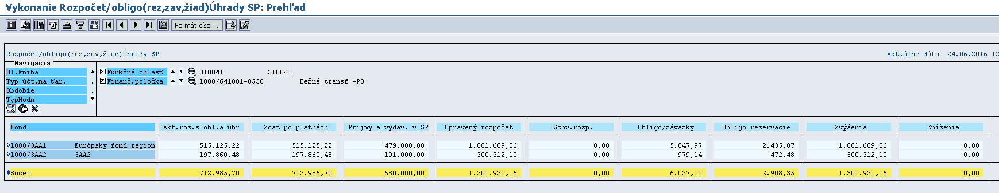 Vykonanie Rozpočet/obligo(rez,zav,žiad)Úhrady SP: Prehľad
Formát čísel...
Rozpočet/obligo(rez,zav,žiad)Úhrady SP Aktuálne dáta 24.06.2016 12
Navigácia
Hl.kniha Funkčná oblasť 310041 310041
Typ účt.na ťar. Finanč.položka 1000/641001-0530 Bežné transf -P0
Obdobie
TypHodn
Fond Akt.roz.s obl.a úhr Zost po platbách Príjmy a výdav. v ŠP Upravený rozpočet Schv.rozp. Obligo/záväzky Obligo rezervácie Zvýšenia Zníženia
1000/3AA1 Európsky fond region 515.125,22 515.125,22 479.000,00 1.001.609,06 0,00 5.047,97 2.435,87 1.001.609,06 0,00
1000/3AA2 3AA2 197.860,48 197.860,48 101.000,00 300.312,10 0,00 979,14 472,48 300.312,10 0,00
Súčet 712.985,70 712.985,70 580.000,00 1.301.921,16 0,00 6.027,11 2.908,35 1.301.921,16 0,00